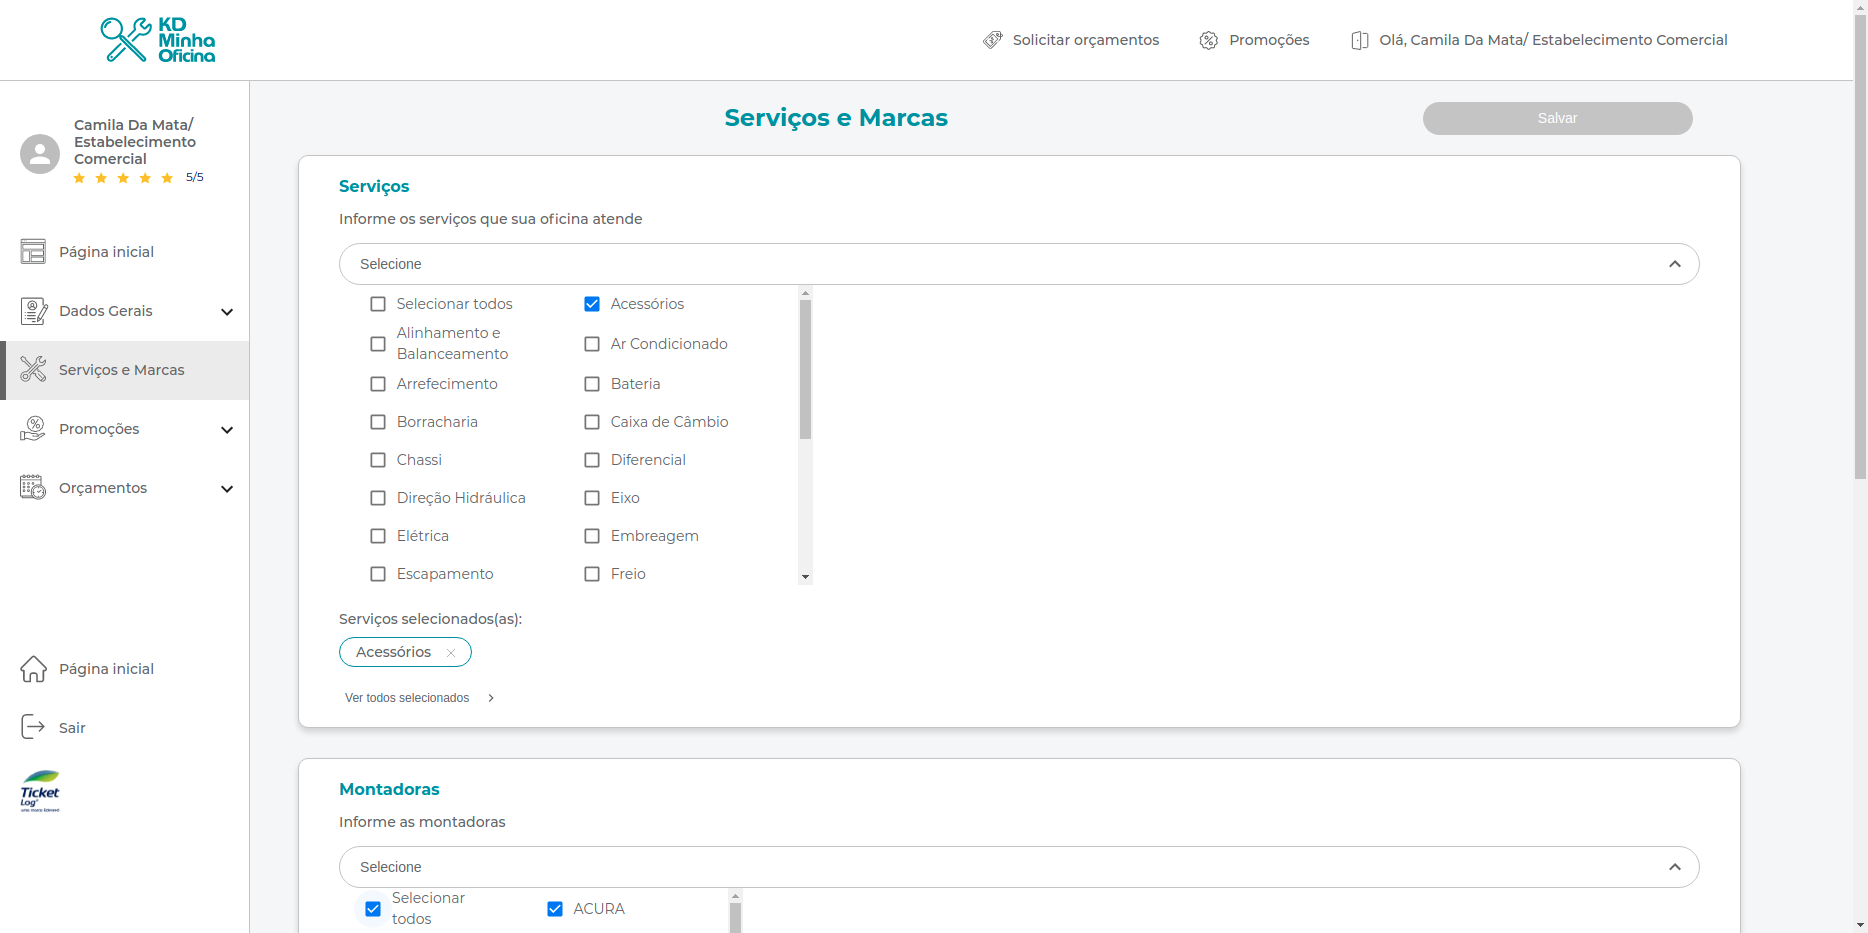 KD
Minha
Oficina
Solicitar orçamentos
Promoções
Olá, Camila Da Mata/ Estabelecimento Comercial
Camila Da Mata/
Estabelecimento
Comercial
5/5
Página inicial
Dados Gerais
Serviços e Marcas
Promoções
Orçamentos
Página inicial
Sair
Ticket
Log
Serviços e Marcas
Salvar
Serviços
Informe os serviços que sua oficina atende
Selecione
Selecionar todos
Acessórios
Alinhamento e
Balanceamento
Ar Condicionado
Arrefecimento
Bateria
Borracharia
Caixa de Câmbio
Chassi
Diferencial
Direção Hidráulica
Eixo
Elétrica
Embreagem
Escapamento
Freio
Serviços selecionados(as):
Acessórios
Ver todos selecionados
Montadoras
Informe as montadoras
Selecione
Selecionar
todos
ACURA